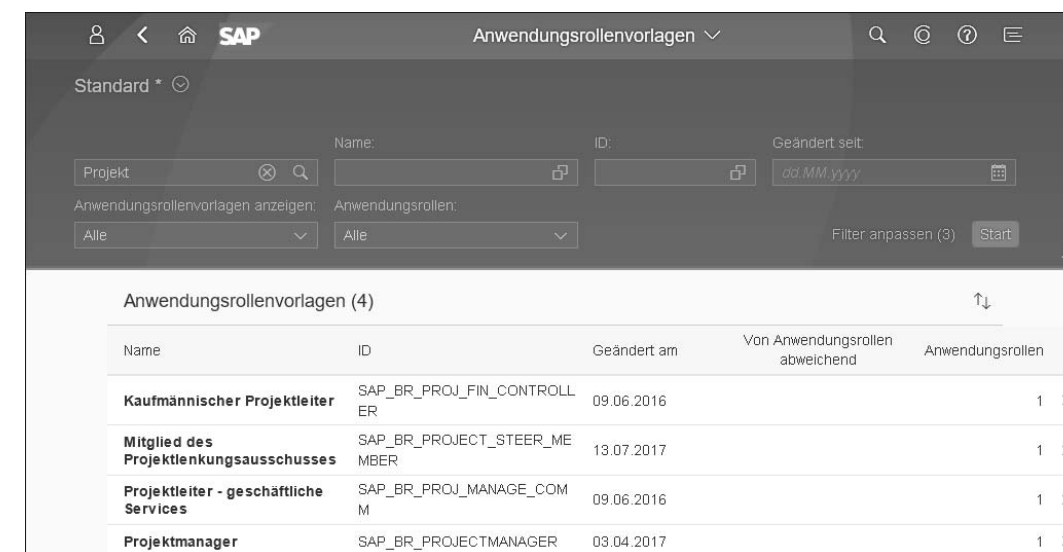 SAP Anwendungsrollenvorlagen
Standard *
Name: ID: Geändert seit:
Projekt dd.MM.yyyy
Anwendungsrollenvorlagen anzeigen: Anwendungsrollen:
Alle Alle Filter anpassen (3) Start
Anwendungsrollenvorlagen (4)
Name ID Geändert am Von Anwendungsrollen abweichend Anwendungsrollen
Kaufmännischer Projektleiter SAP_BR_PROJ_FIN_CONTROLL
ER 09.06.2016 1
Mitglied des
Projektlenkungsausschusses SAP_BR_PROJECT_STEER_ME
MBER 13.07.2017 1
Projektleiter - geschäftliche
Services SAP_BR_PROJ_MANAGE_COM
M 09.06.2016 1
Projektmanager SAP_BR_PROJECTMANAGER 03.04.2017 1